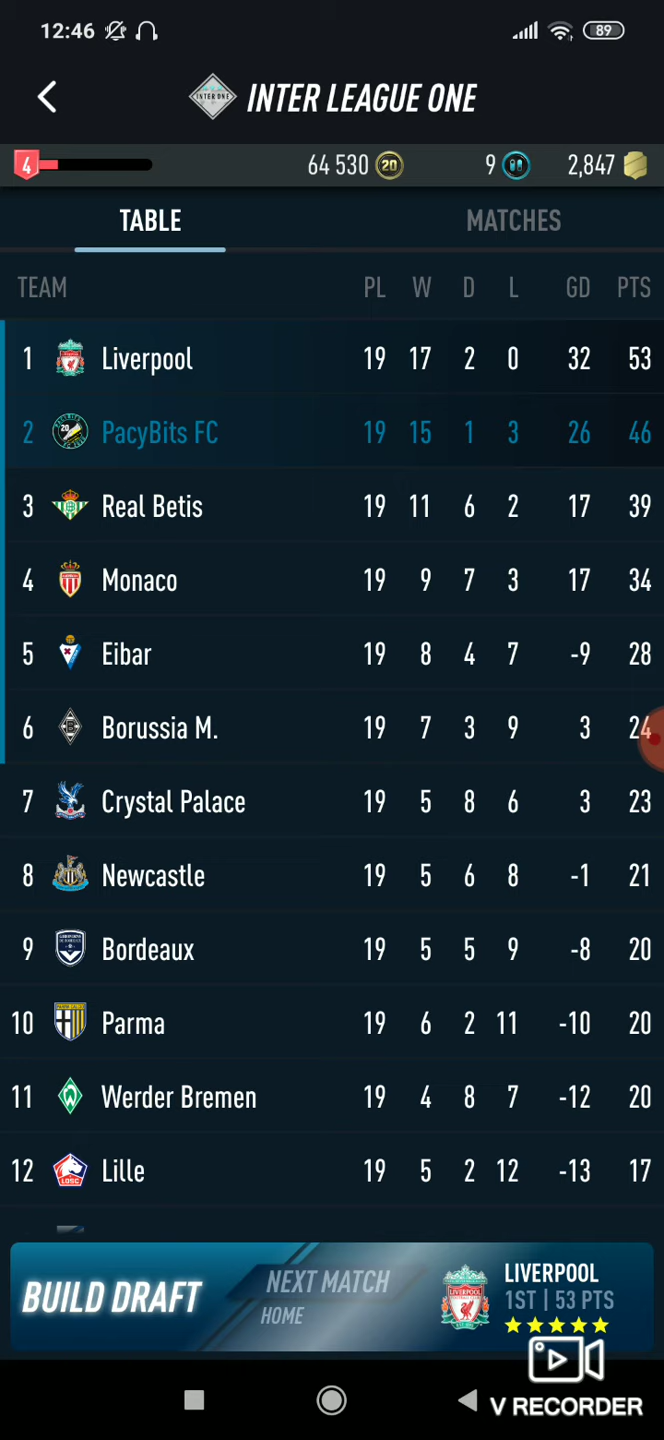 12:46 89
INTER LEAGUE ONE
4 64 530 20 9 2,847
TABLE MATCHES
TEAM PL W D L GD PTS
1 Liverpool 19 17 2 0 32 53
2 PacyBits FC 19 15 1 3 26 46
3 Real Betis 19 11 6 2 17 39
4 Monaco 19 9 7 3 17 34
5 Eibar 19 8 4 7 -9 28
6 Borussia M. 19 7 3 9 3 24
7 Crystal Palace 19 5 8 6 3 23
8 Newcastle 19 5 6 8 -1 21
9 Bordeaux 19 5 5 9 -8 20
10 Parma 19 6 2 11 -10 20
11 Werder Bremen 19 4 8 7 -12 20
12 Lille 19 5 2 12 -13 17
BUILD DRAFT
NEXT MATCH
HOME
LIVERPOOL
1ST | 53 PTS
V RECORDER